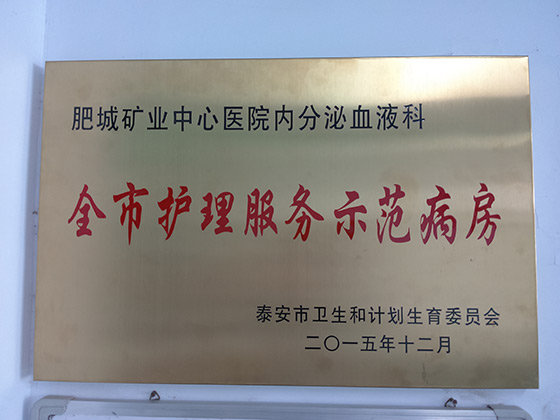 肥城矿业中心医院内分泌血液科
全市护理服务示范病房
泰安市卫生和计划生育委员会
二〇一五年十二月